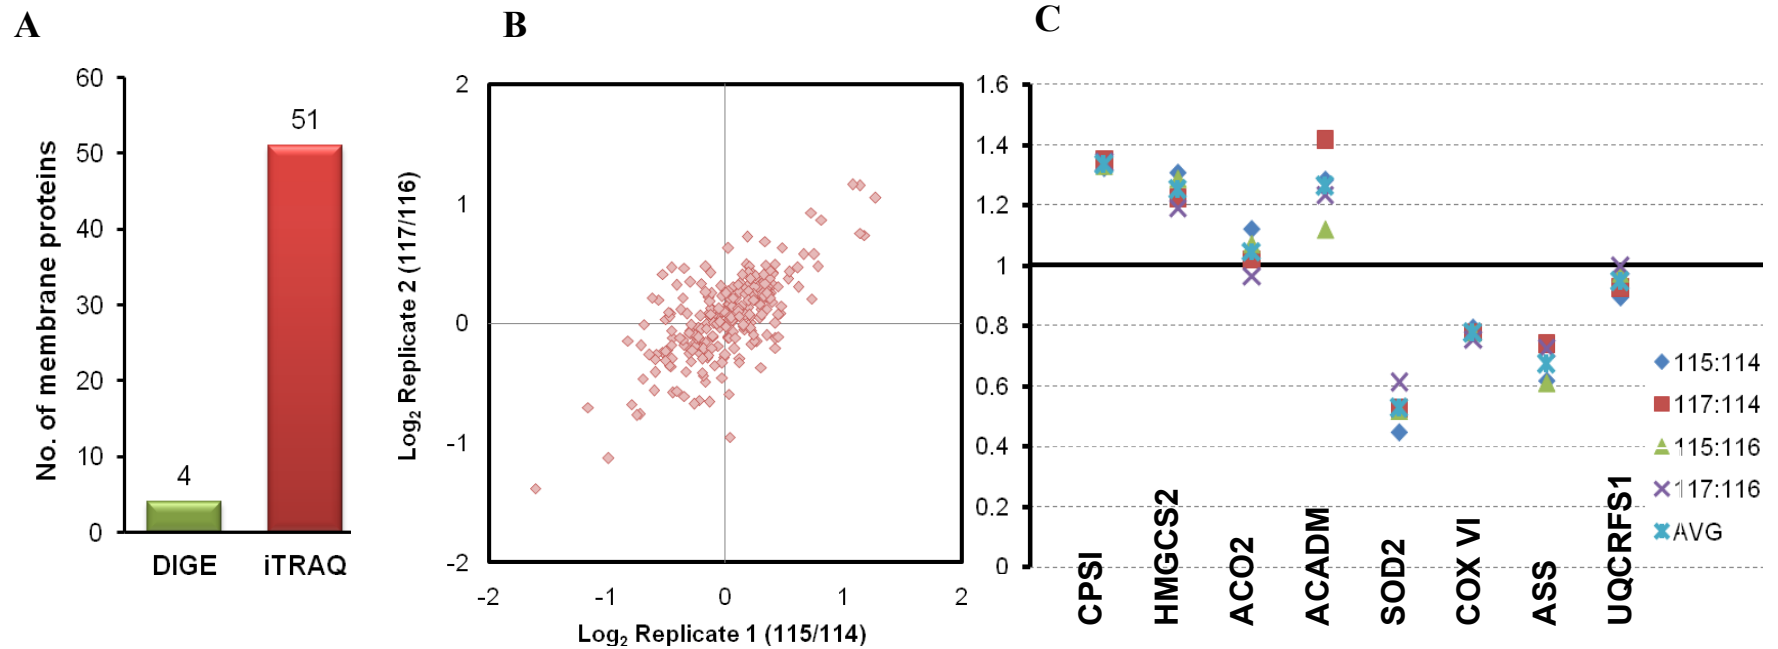 A
No. of membrane proteins
60
50
40
30
20
10
0
51
4
DIGE
iTRAQ
B
Log2 Replicate 2 (117/116)
2
1
0
-1
-2
-2
-1
0
1
2
Log2 Replicate 1 (115/114)
C
1.6
1.4
1.2
1
0.8
0.6
0.4
0.2
0
CPSI
HMGCS2
ACO2
ACADM
SOD2
COX VI
ASS
UQCRFS1
115:114
117:114
115:116
117:116
AVG